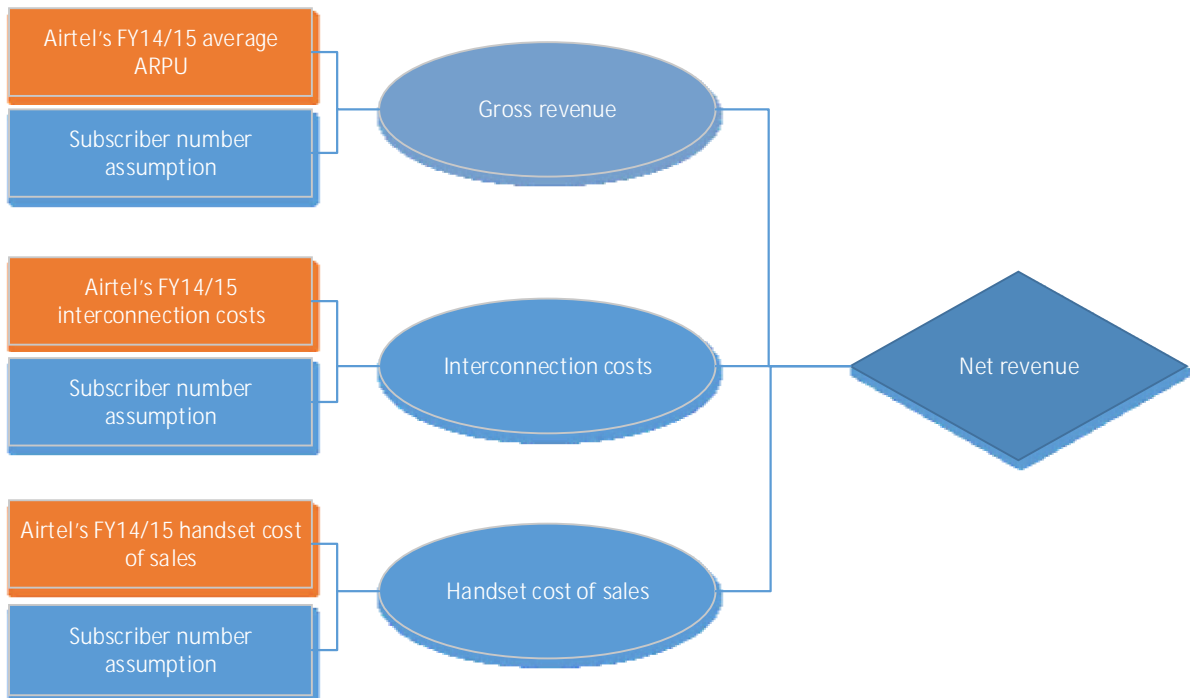 Airtel's FY14/15 average
ARPU
Subscriber number
assumption
Gross revenue
Airtel's FY14/15
interconnection costs
Subscriber number
assumption
Interconnection costs
Net revenue
Airtel's FY14/15 handset cost
of sales
Subscriber number
assumption
Handset cost of sales